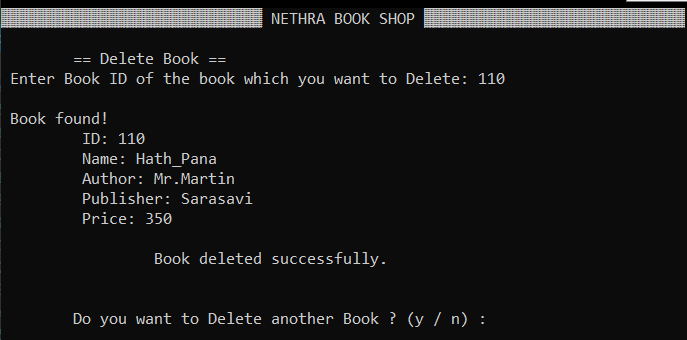 NETHRA BOOK SHOP
== Delete Book ==
Enter Book ID of the book which you want to Delete: 110
Book found!
ID: 110
Name: Hath_Pana
Author: Mr.Martin
Publisher: Sarasavi
Price: 350
Book deleted successfully.
Do you want to Delete another Book ? (y / n) :